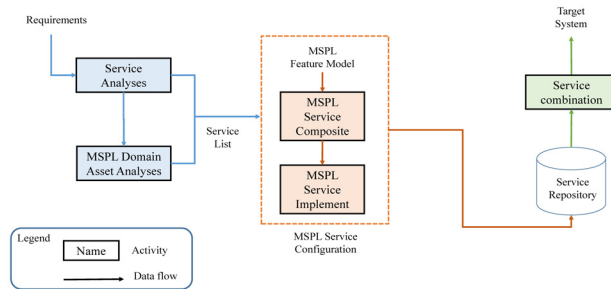 Requirements
Service
Analyses
MSPL Domain
Asset Analyses
Service
List
MSPL
Feature Model
MSPL
Service
Composite
MSPL
Service
Implement
MSPL Service
Configuration
Target
System
Service
combination
Service
Repository
Legend
Name
Activity
Data flow